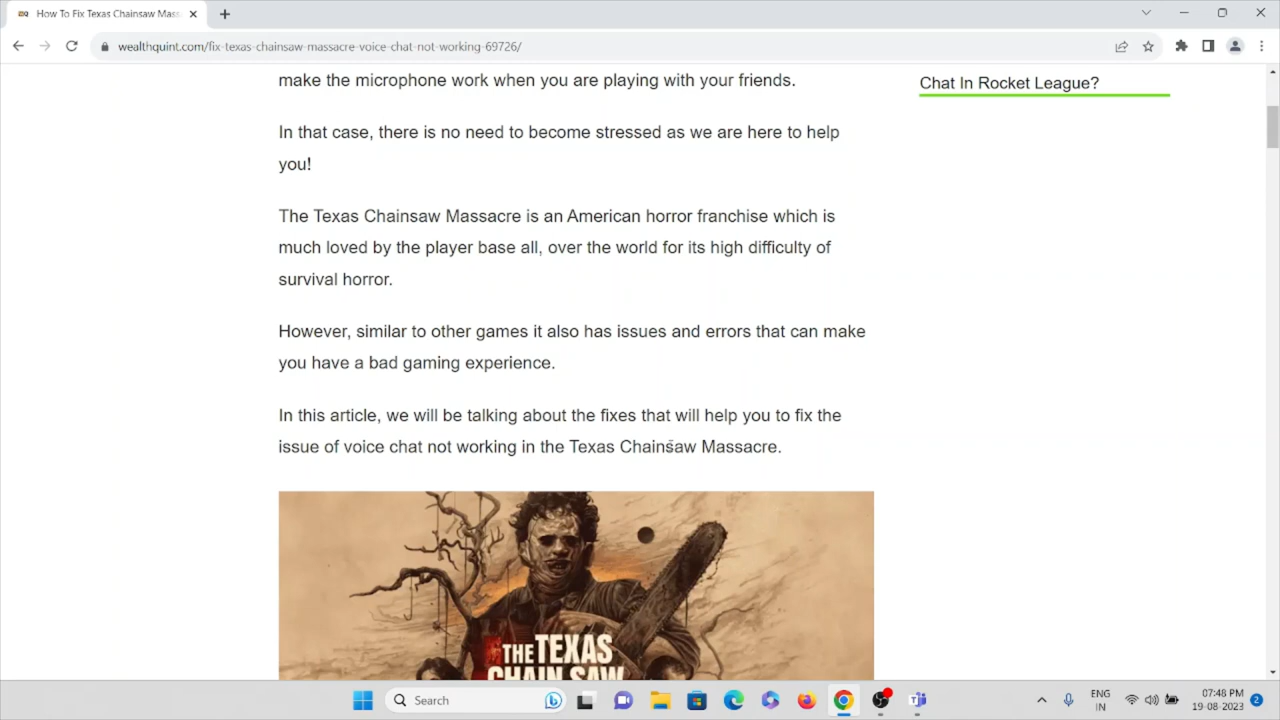 How To Fix Texas Chainsaw Mass
wealthquint.com/fix-texas-chainsaw-massacre-voice-chat-not-working-69726/
make the microphone work when you are playing with your friends.
Chat In Rocket League?
In that case, there is no need to become stressed as we are here to help
you!
The Texas Chainsaw Massacre is an American horror franchise which is
much loved by the player base all, over the world for its high difficulty of
survival horror.
However, similar to other games it also has issues and errors that can make
you have a bad gaming experience.
In this article, we will be talking about the fixes that will help you to fix the
issue of voice chat not working in the Texas Chainsaw Massacre.
THE TEXAS
CHAIN SAW
Search
ENG
IN
07:48 PM
19-08-2023
2